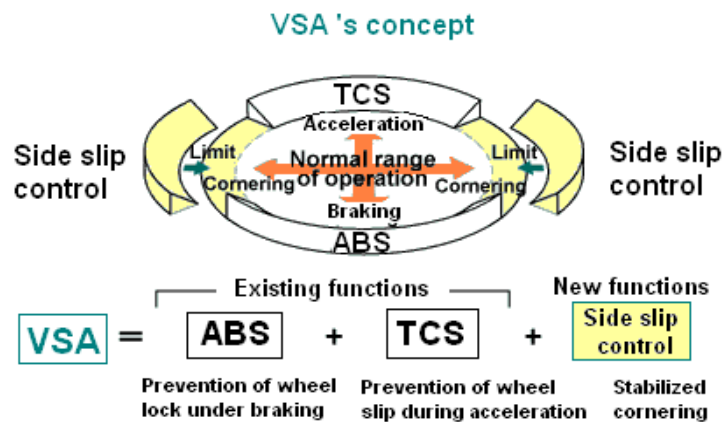 VSA 's concept
TCS
Acceleration
Side slip
control
Limit
Cornering
Normal range
of operation
Limit
Cornering
Side slip
control
Braking
ABS
Existing functions
New functions
VSA = ABS + TCS + Side slip
control
Prevention of wheel
lock under braking
Prevention of wheel
slip during acceleration
Stabilized
cornering